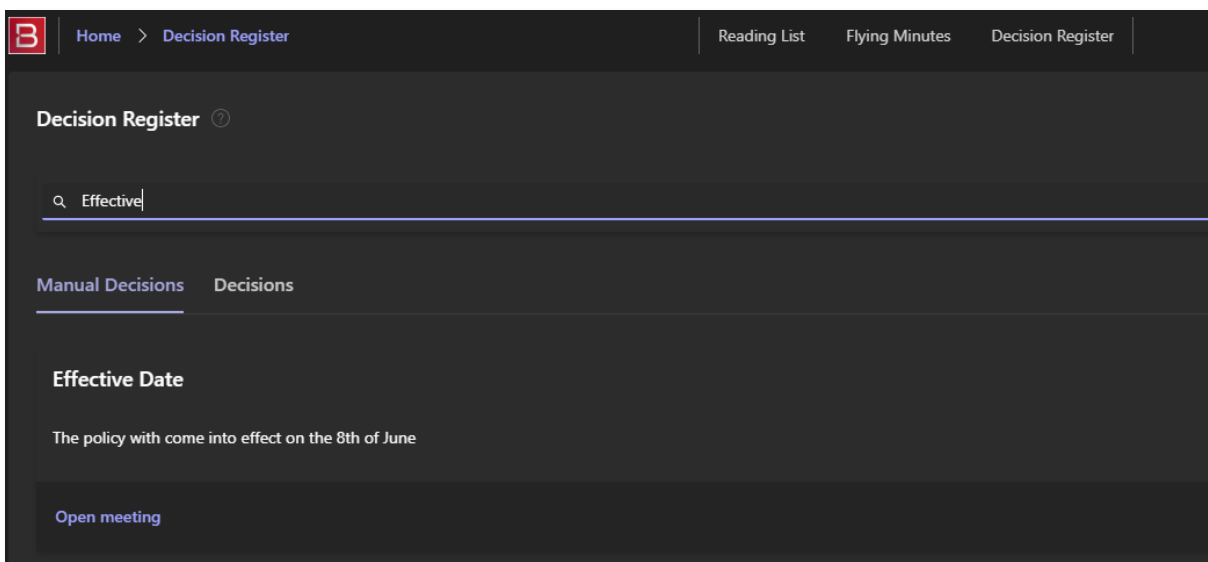 B Home > Decision Register Reading List Flying Minutes Decision Register
Decision Register ?
Effective
Manual Decisions Decisions
Effective Date
The policy with come into effect on the 8th of June
Open meeting